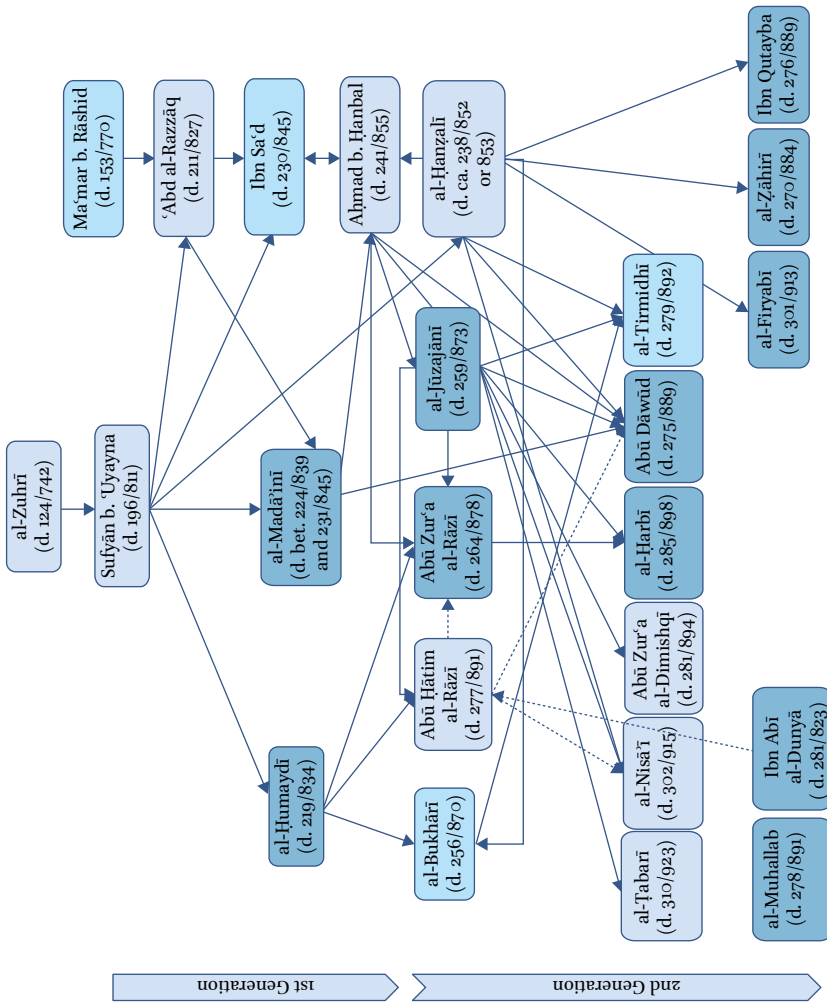 al-Zuhrī
(d. 124/742)
Sufyān b. ʿUyayna
(d. 196/811)
Maʿmar b. Rāshid
(d. 153/770)
ʿAbd al-Razzāq
(d. 211/827)
Ibn Saʿd
(d. 230/845)
Aḥmad b. Ḥanbal
(d. 241/855)
al-Ḥanẓalī
(d. ca. 238/852
or 853)
al-Ḥumaydī
(d. 219/834)
al-Madāʾinī
(d. bet. 224/839
and 231/845)
al-Bukhārī
(d. 256/870)
Abū Ḥātim
al-Rāzī
(d. 277/891)
Abū Zurʿa
al-Rāzī
(d. 264/878)
al-Jūzajānī
(d. 259/873)
al-Ṭabarī
(d. 310/923)
al-Nisāʾī
(d. 302/915)
Abū Zurʿa
al-Dimishqī
(d. 281/894)
al-Ḥarbī
(d. 285/898)
Abū Dāwūd
(d. 275/889)
al-Tirmidhī
(d. 279/892)
al-Muhallab
(d. 278/891)
Ibn Abī
al-Dunyā
( d. 281/823)
al-Firyabī
(d. 301/913)
al-Ẓāhirī
(d. 270/884)
Ibn Qutayba
(d. 276/889)
1st Generation
2nd Generation